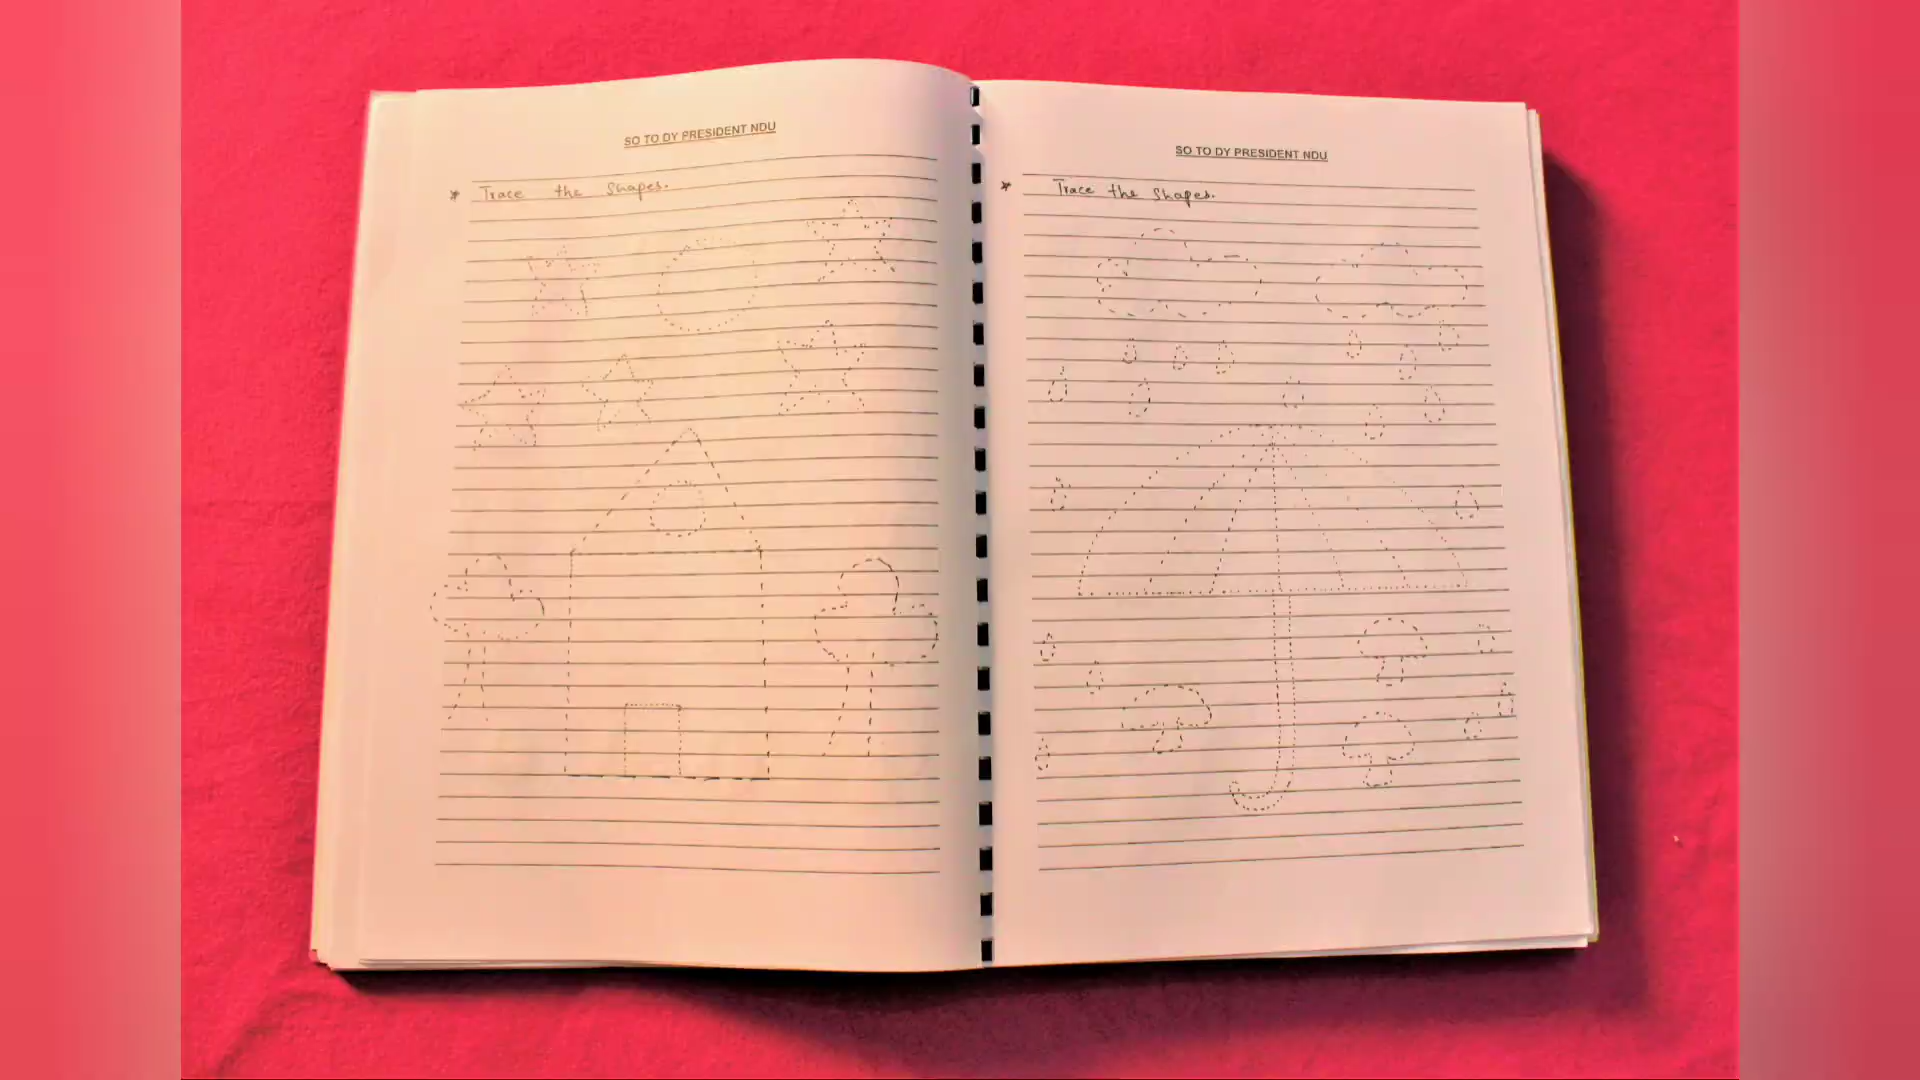 SO TO DY PRESIDENT NDU
* Trace the Shapes.
SO TO DY PRESIDENT NDU
* Trace the Shapes.